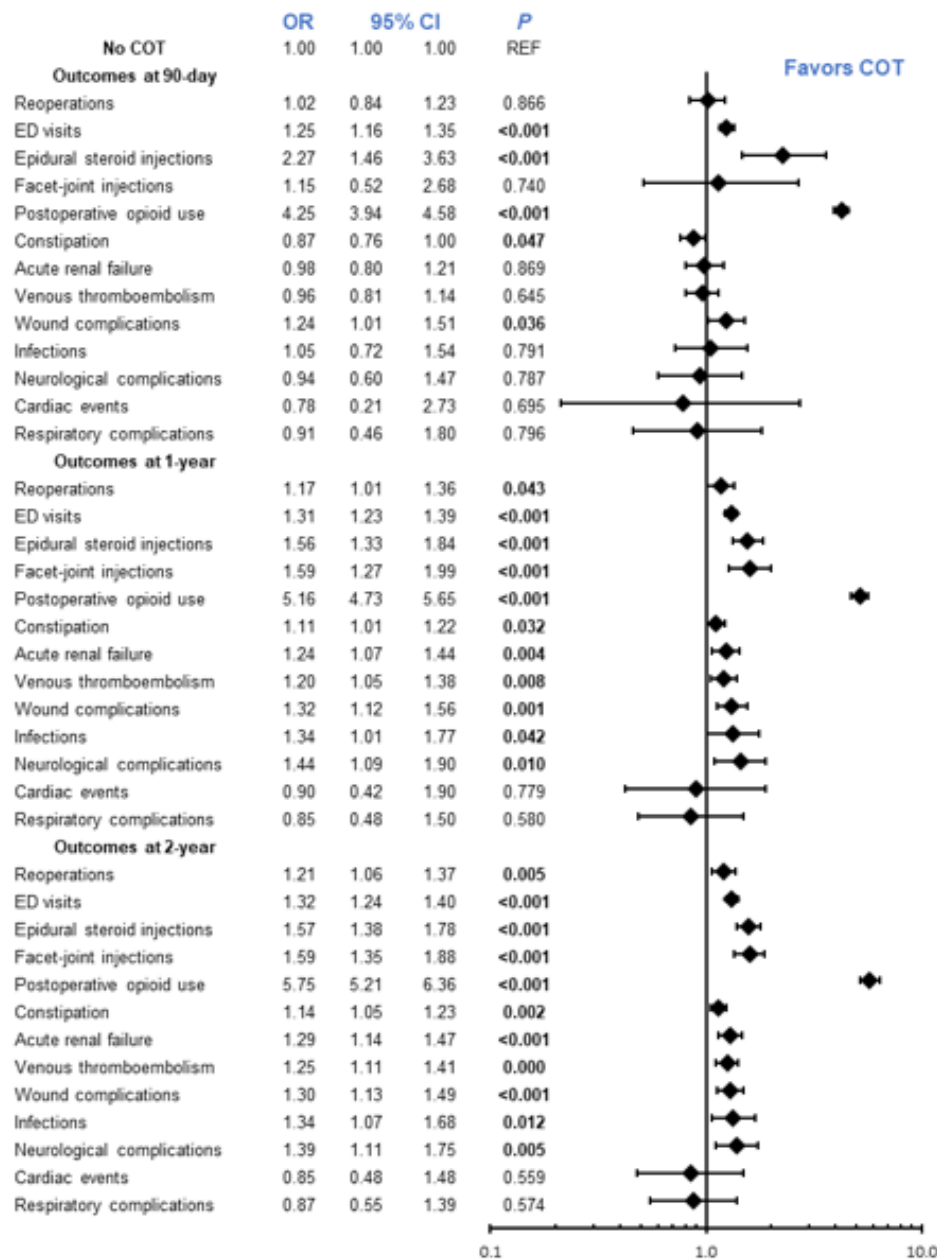 OR 95% CI P
No COT 1.00 1.00 1.00 REF
Favors COT
Outcomes at 90-day
Reoperations 1.02 0.84 1.23 0.866
ED visits 1.25 1.16 1.35 <0.001
Epidural steroid injections 2.27 1.46 3.63 <0.001
Facet-joint injections 1.15 0.52 2.68 0.740
Postoperative opioid use 4.25 3.94 4.58 <0.001
Constipation 0.87 0.76 1.00 0.047
Acute renal failure 0.98 0.80 1.21 0.869
Venous thromboembolism 0.96 0.81 1.14 0.645
Wound complications 1.24 1.01 1.51 0.036
Infections 1.05 0.72 1.54 0.791
Neurological complications 0.94 0.60 1.47 0.787
Cardiac events 0.78 0.21 2.73 0.695
Respiratory complications 0.91 0.46 1.80 0.796
Outcomes at 1-year
Reoperations 1.17 1.01 1.36 0.043
ED visits 1.31 1.23 1.39 <0.001
Epidural steroid injections 1.56 1.33 1.84 <0.001
Facet-joint injections 1.59 1.27 1.99 <0.001
Postoperative opioid use 5.16 4.73 5.65 <0.001
Constipation 1.11 1.01 1.22 0.032
Acute renal failure 1.24 1.07 1.44 0.004
Venous thromboembolism 1.20 1.05 1.38 0.008
Wound complications 1.32 1.12 1.56 0.001
Infections 1.34 1.01 1.77 0.042
Neurological complications 1.44 1.09 1.90 0.010
Cardiac events 0.90 0.42 1.90 0.779
Respiratory complications 0.85 0.48 1.50 0.580
Outcomes at 2-year
Reoperations 1.21 1.06 1.37 0.005
ED visits 1.32 1.24 1.40 <0.001
Epidural steroid injections 1.57 1.38 1.78 <0.001
Facet-joint injections 1.59 1.35 1.88 <0.001
Postoperative opioid use 5.75 5.21 6.36 <0.001
Constipation 1.14 1.05 1.23 0.002
Acute renal failure 1.29 1.14 1.47 <0.001
Venous thromboembolism 1.25 1.11 1.41 0.000
Wound complications 1.30 1.13 1.49 <0.001
Infections 1.34 1.07 1.68 0.012
Neurological complications 1.39 1.11 1.75 0.005
Cardiac events 0.85 0.48 1.48 0.559
Respiratory complications 0.87 0.55 1.39 0.574
0.1 1.0 10.0